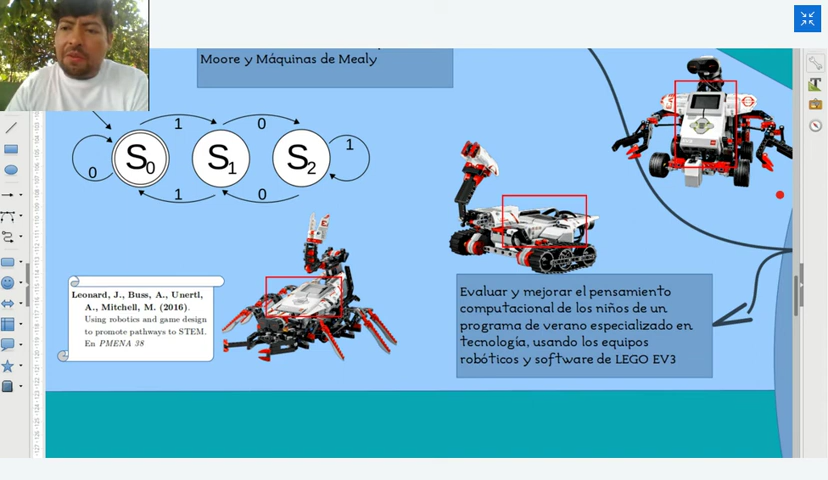 Moore y Máquinas de Mealy
1
0
S0
S1
S2
1
0
1
0
Leonard, J., Buss, A., Unertl,
A., Mitchell, M. (2016).
Using robotics and game design
to promote pathways to STEM.
En PMENA 38
Evaluar y mejorar el pensamiento
computacional de los niños de un
programa de verano especializado en
tecnología, usando los equipos
robóticos y software de LEGO EV3